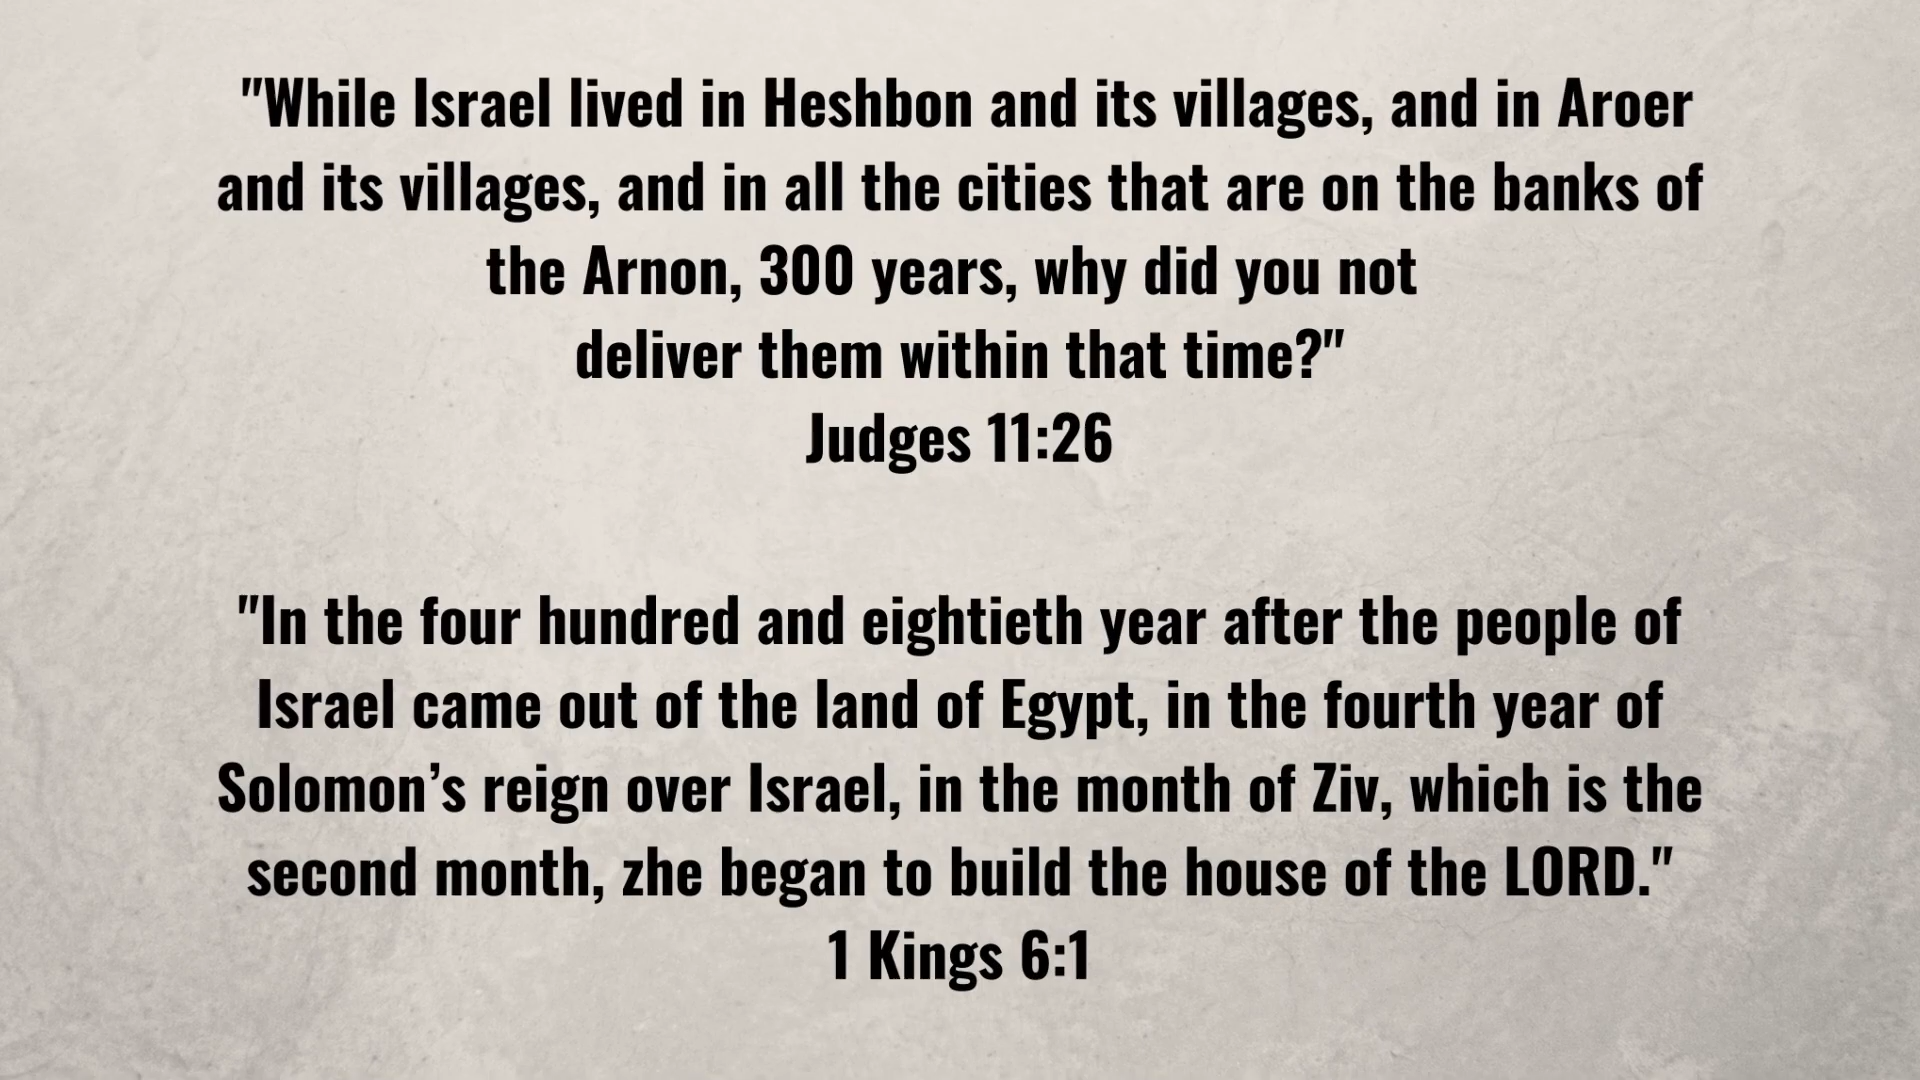 "While Israel lived in Heshbon and its villages, and in Aroer
and its villages, and in all the cities that are on the banks of
the Arnon, 300 years, why did you not
deliver them within that time?"
Judges 11:26
"In the four hundred and eightieth year after the people of
Israel came out of the land of Egypt, in the fourth year of
Solomon’s reign over Israel, in the month of Ziv, which is the
second month, zhe began to build the house of the LORD."
1 Kings 6:1